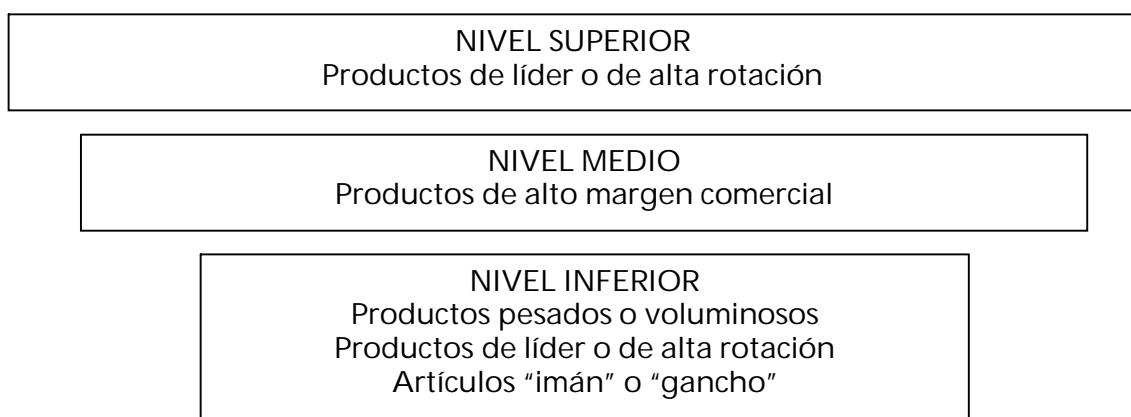 NIVEL SUPERIOR
Productos de líder o de alta rotación
NIVEL MEDIO
Productos de alto margen comercial
NIVEL INFERIOR
Productos pesados o voluminosos
Productos de líder o de alta rotación
Artículos “imán” o “gancho”